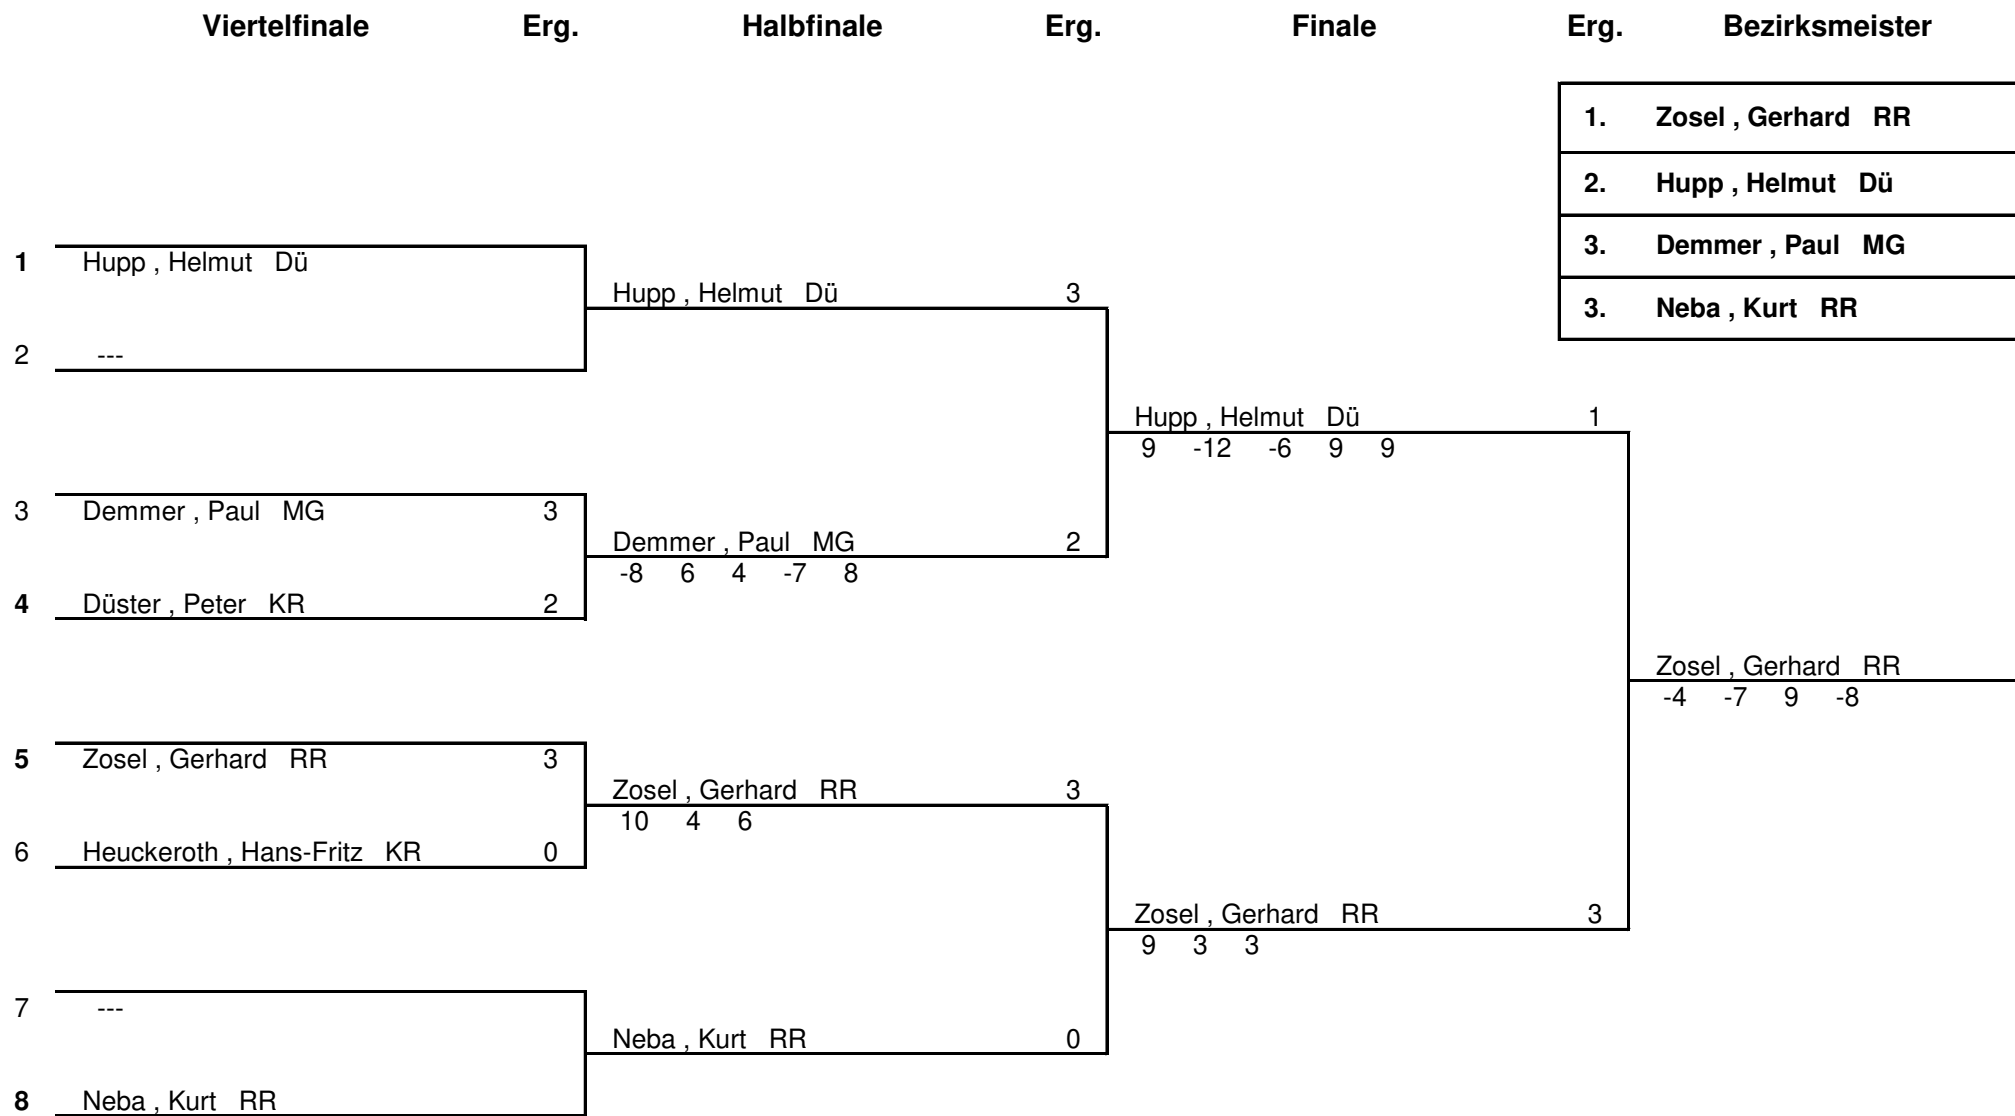 Viertelfinale Erg. Halbfinale Erg. Finale Erg. Bezirksmeister
1. Zosel , Gerhard RR
2. Hupp , Helmut Dü
3. Demmer , Paul MG
3. Neba , Kurt RR
1 Hupp , Helmut Dü
Hupp , Helmut Dü 3
2 ---
Hupp , Helmut Dü 1
9 -12 -6 9 9
3 Demmer , Paul MG 3
Demmer , Paul MG 2
-8 6 4 -7 8
4 Düster , Peter KR 2
Zosel , Gerhard RR
-4 -7 9 -8
5 Zosel , Gerhard RR 3
Zosel , Gerhard RR 3
10 4 6
6 Heuckeroth , Hans-Fritz KR 0
Zosel , Gerhard RR 3
9 3 3
7 ---
Neba , Kurt RR 0
8 Neba , Kurt RR